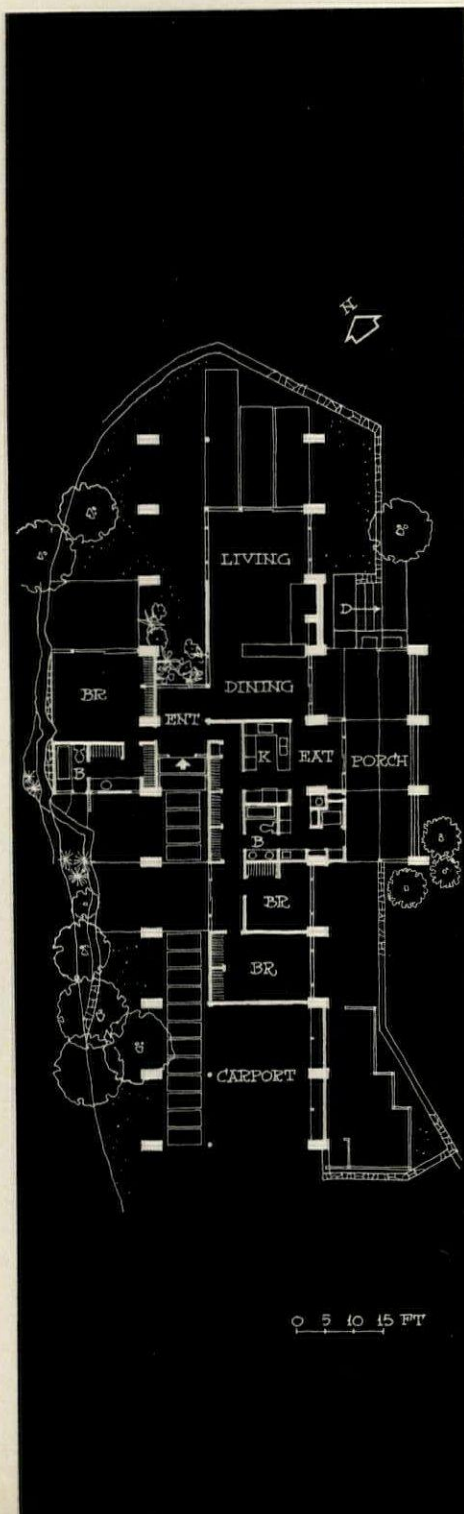 N
LIVING
D
DINING
BR
ENT
K
EAT
PORCH
B
B
BR
BR
CARPORT
0 5 10 15 FT